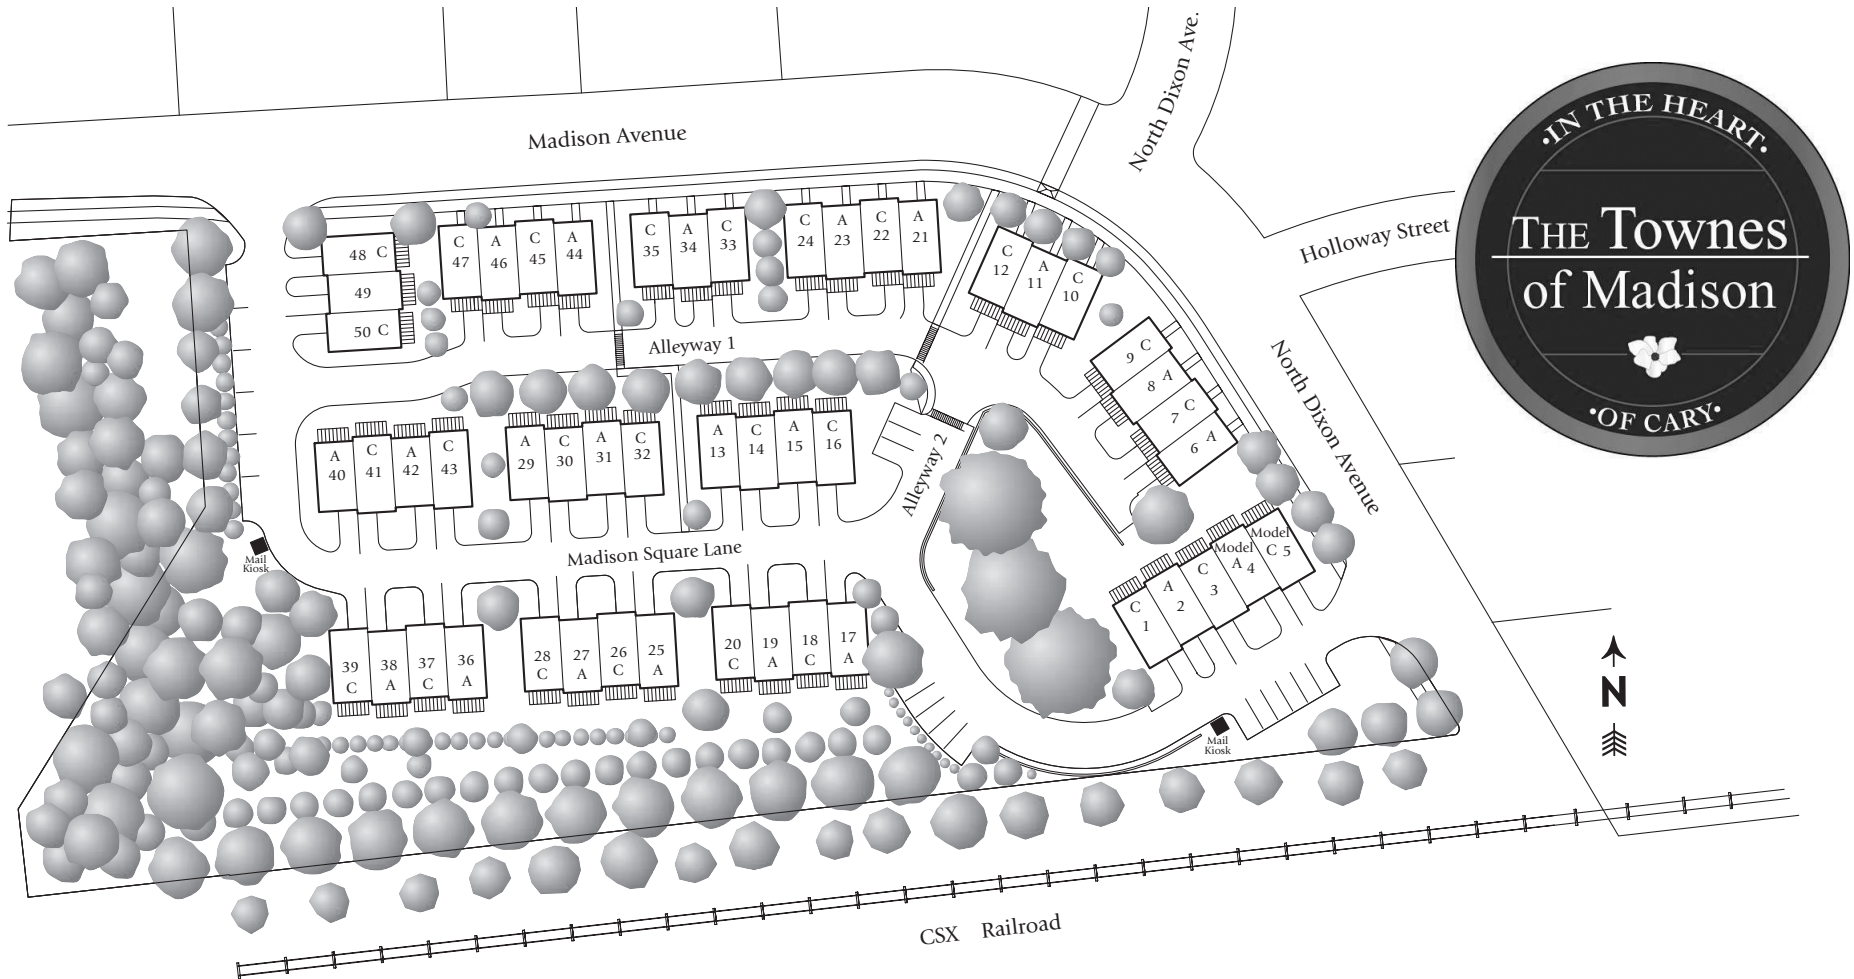 North Dixon Ave.
Madison Avenue
Holloway Street
North Dixon Avenue
·IN THE HEART·
THE Townes
of Madison
·OF CARY·
48 C
49
50 C
C
47
A
46
C
45
A
44
C
35
A
34
C
33
C
24
A
23
C
22
A
21
C
12
A
11
C
10
9 C
8 A
7 C
6 A
Alleyway 1
A
40
C
41
A
42
C
43
A
29
C
30
A
31
C
32
A
13
C
14
A
15
C
16
Alleyway 2
Mail
Kiosk
Madison Square Lane
C
1
A
2
C
3
Model
A 4
Model
C 5
39
C
38
A
37
C
36
A
28
C
27
A
26
C
25
A
20
C
19
A
18
C
17
A
Mail
Kiosk
N
CSX Railroad